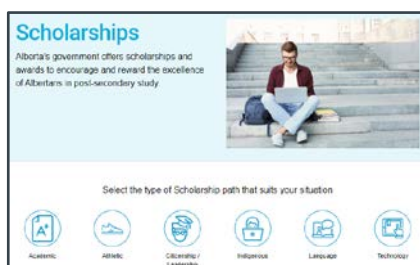 Scholarships
Alberta's government offers scholarships and
awards to encourage and reward the excellence
of Albertans in post-secondary study.
Select the type of Scholarship path that suits your situation
A+
Academic
Athletic
Citizenship /
Leadership
Indigenous
Language
Technology